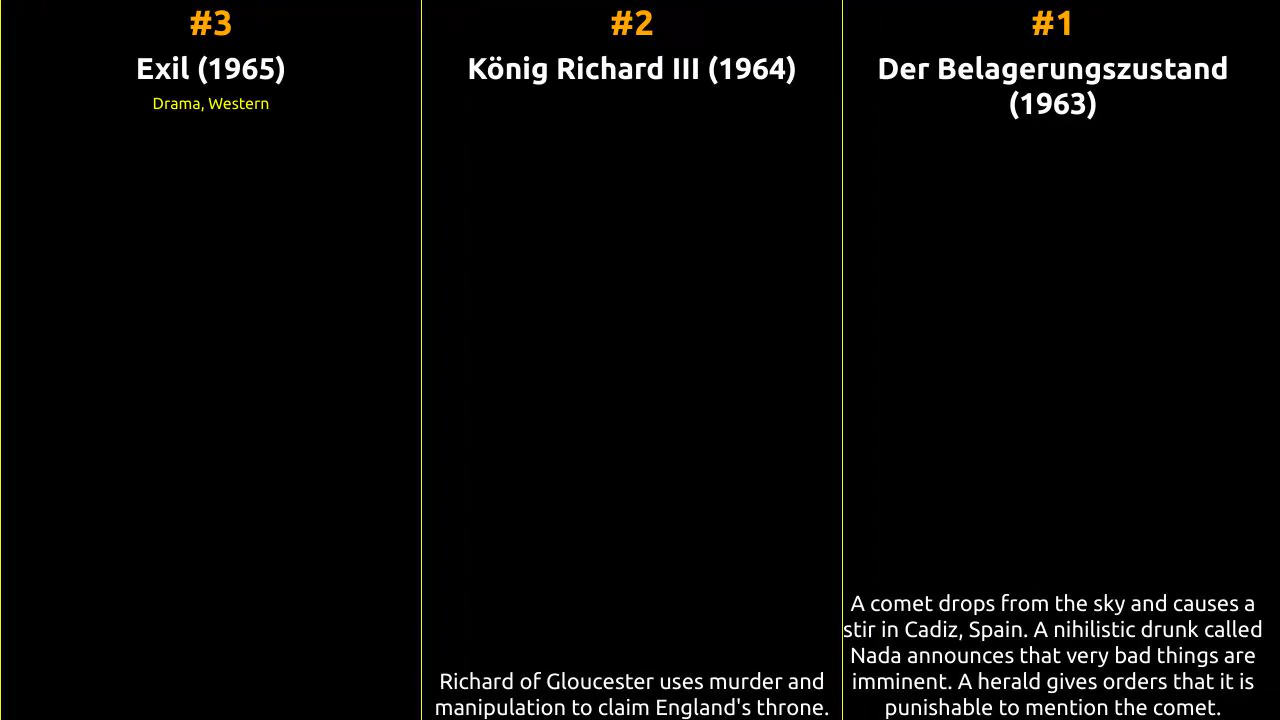 #3
Exil (1965)
Drama, Western
#2
König Richard III (1964)
Richard of Gloucester uses murder and
manipulation to claim England's throne.
#1
Der Belagerungszustand
(1963)
A comet drops from the sky and causes a
stir in Cadiz, Spain. A nihilistic drunk called
Nada announces that very bad things are
imminent. A herald gives orders that it is
punishable to mention the comet.